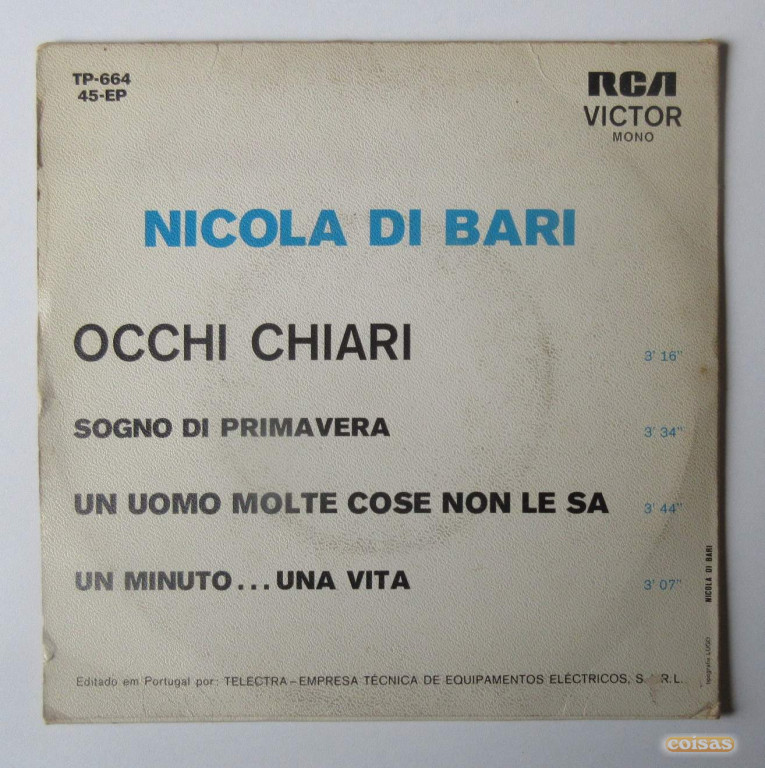 TP-664
45-EP
RCA
VICTOR
MONO
NICOLA DI BARI
OCCHI CHIARI 3' 16"
SOGNO DI PRIMAVERA 3' 34"
UN UOMO MOLTE COSE NON LE SA 3' 44"
UN MINUTO...UNA VITA 3' 07"
NICOLA DI BARI
Editado em Portugal por: TELECTRA – EMPRESA TÉCNICA DE EQUIPAMENTOS ELÉCTRICOS, S. R.L.
coisas